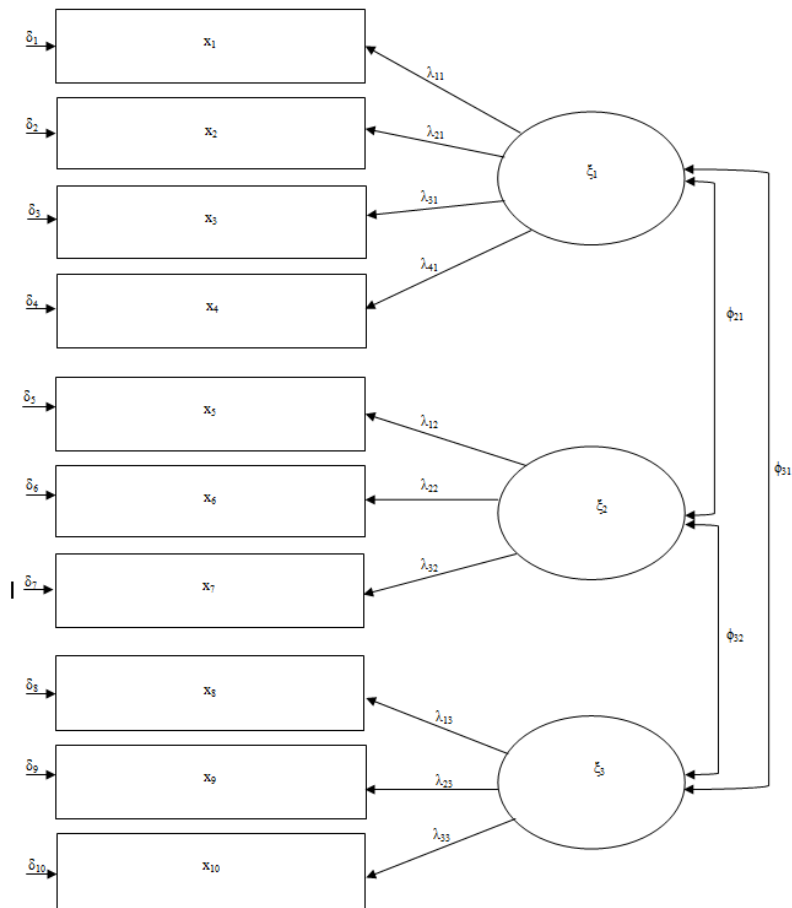 δ₁ x₁
λ₁₁
δ₂ x₂ λ₂₁
ξ₁
δ₃ x₃ λ₃₁
λ₄₁
δ₄ x₄
ϕ₂₁
δ₅ x₅ λ₁₂
ϕ₃₁
δ₆ x₆ λ₂₂ ξ₂
λ₃₂
δ₇ x₇
ϕ₃₂
δ₈ x₈
λ₁₃
ξ₃
δ₉ x₉ λ₂₃
λ₃₃
δ₁₀ x₁₀